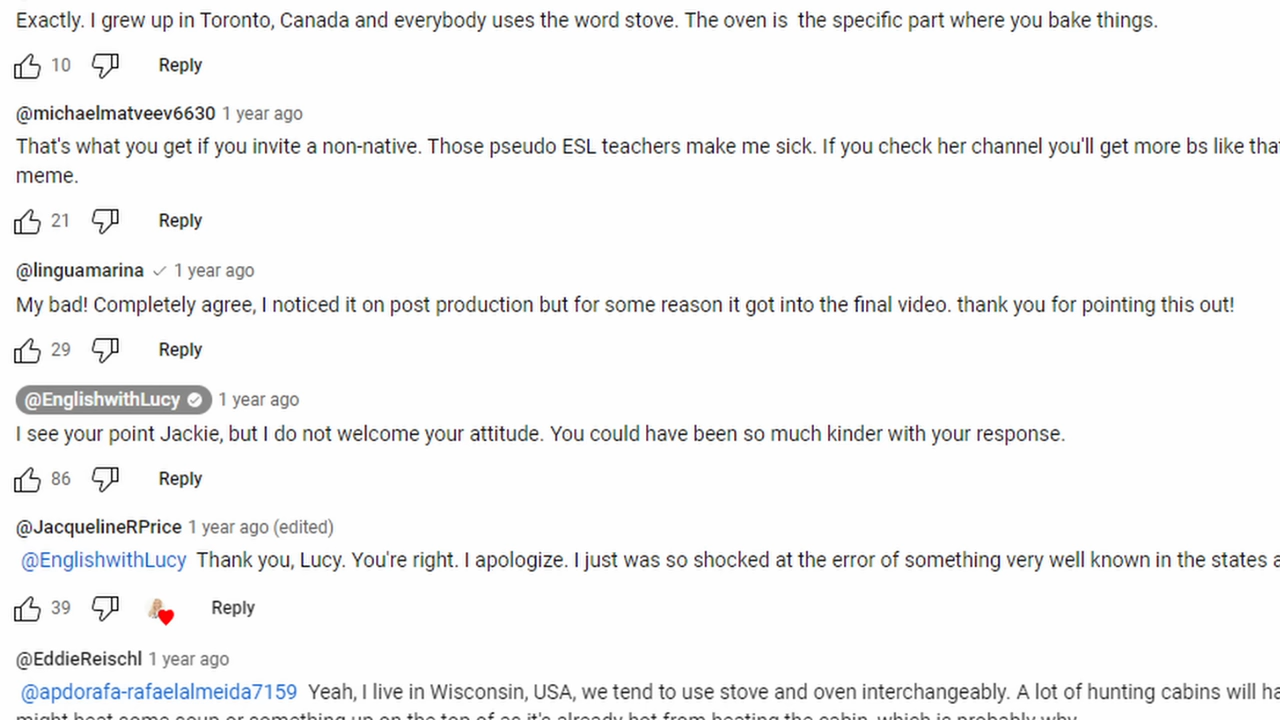 Exactly. I grew up in Toronto, Canada and everybody uses the word stove. The oven is the specific part where you bake things.
10 Reply
@michaelmatveev6630 1 year ago
That's what you get if you invite a non-native. Those pseudo ESL teachers make me sick. If you check her channel you'll get more bs like
meme.
21 Reply
@linguamarina 1 year ago
My bad! Completely agree, I noticed it on post production but for some reason it got into the final video. thank you for pointing this out!
29 Reply
@EnglishwithLucy 1 year ago
I see your point Jackie, but I do not welcome your attitude. You could have been so much kinder with your response.
86 Reply
@JacquelineRPrice 1 year ago (edited)
@EnglishwithLucy Thank you, Lucy. You're right. I apologize. I just was so shocked at the error of something very well known in the states
39 Reply
@EddieReischl 1 year ago
@apdorafa-rafaelalmeida7159 Yeah, I live in Wisconsin, USA, we tend to use stove and oven interchangeably. A lot of hunting cabins will
might heat some soup or something up on the top of as it's already hot from heating the cabin, which is probably why